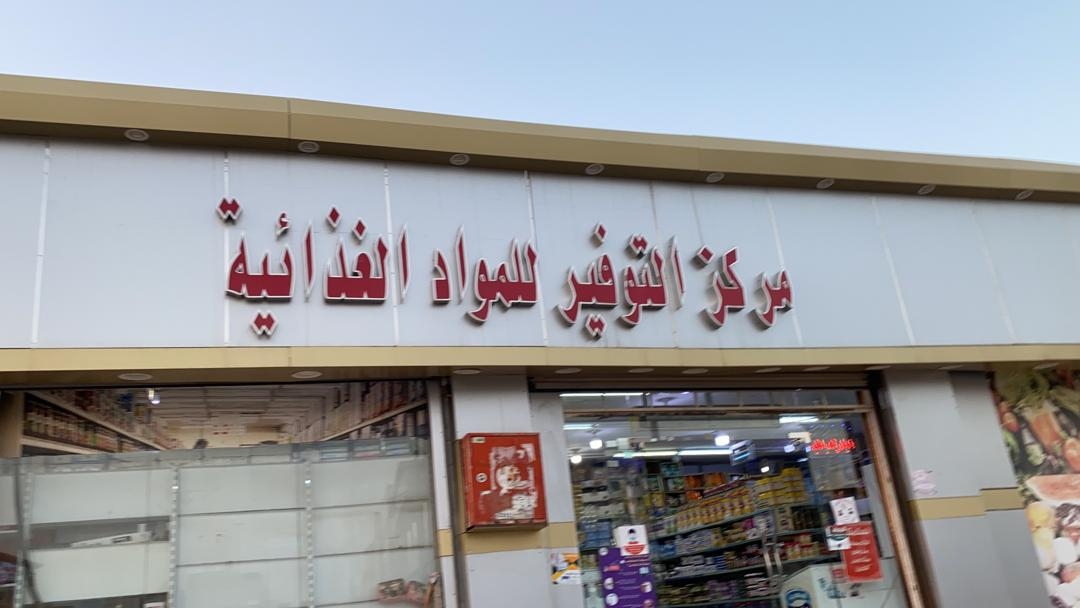 مركز التوفير للمواد الغذائية